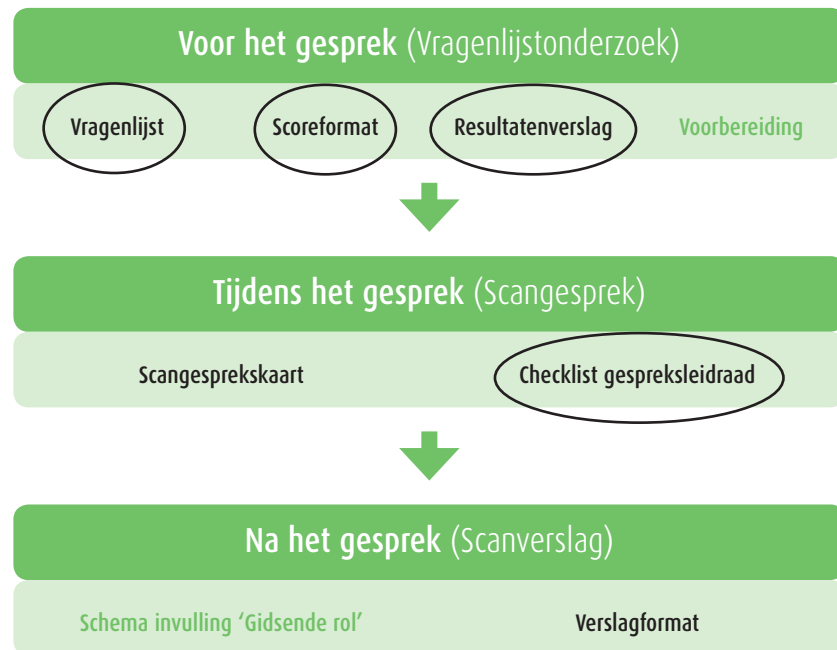 Voor het gesprek (Vragenlijstonderzoek)
Vragenlijst Scoreformat Resultatenverslag Voorbereiding
Tijdens het gesprek (Scangesprek)
Scangesprekskaart Checklist gespreksleidraad
Na het gesprek (Scanverslag)
Schema invulling ‘Gidsende rol’ Verslagformat